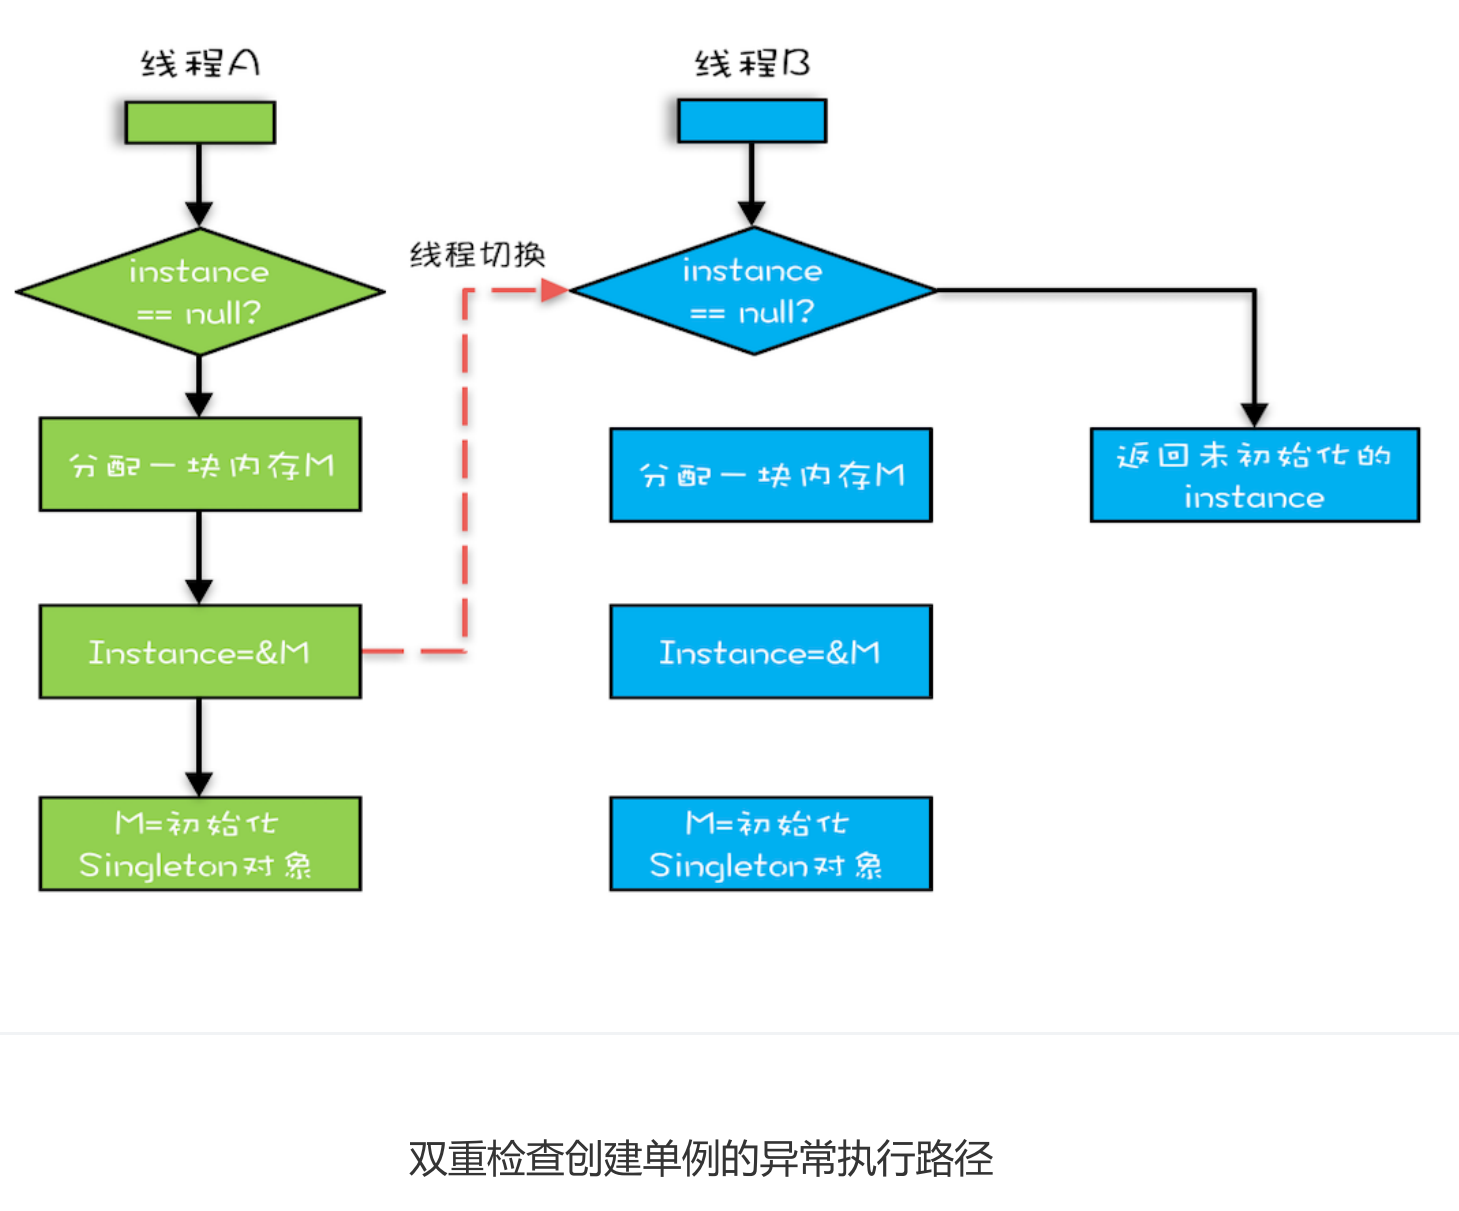 线程A
instance
== null?
分配一块内存M
Instance=&M
M=初始化
Singleton对象
线程切换
线程B
instance
== null?
分配一块内存M
Instance=&M
M=初始化
Singleton对象
返回未初始化的
instance
双重检查创建单例的异常执行路径